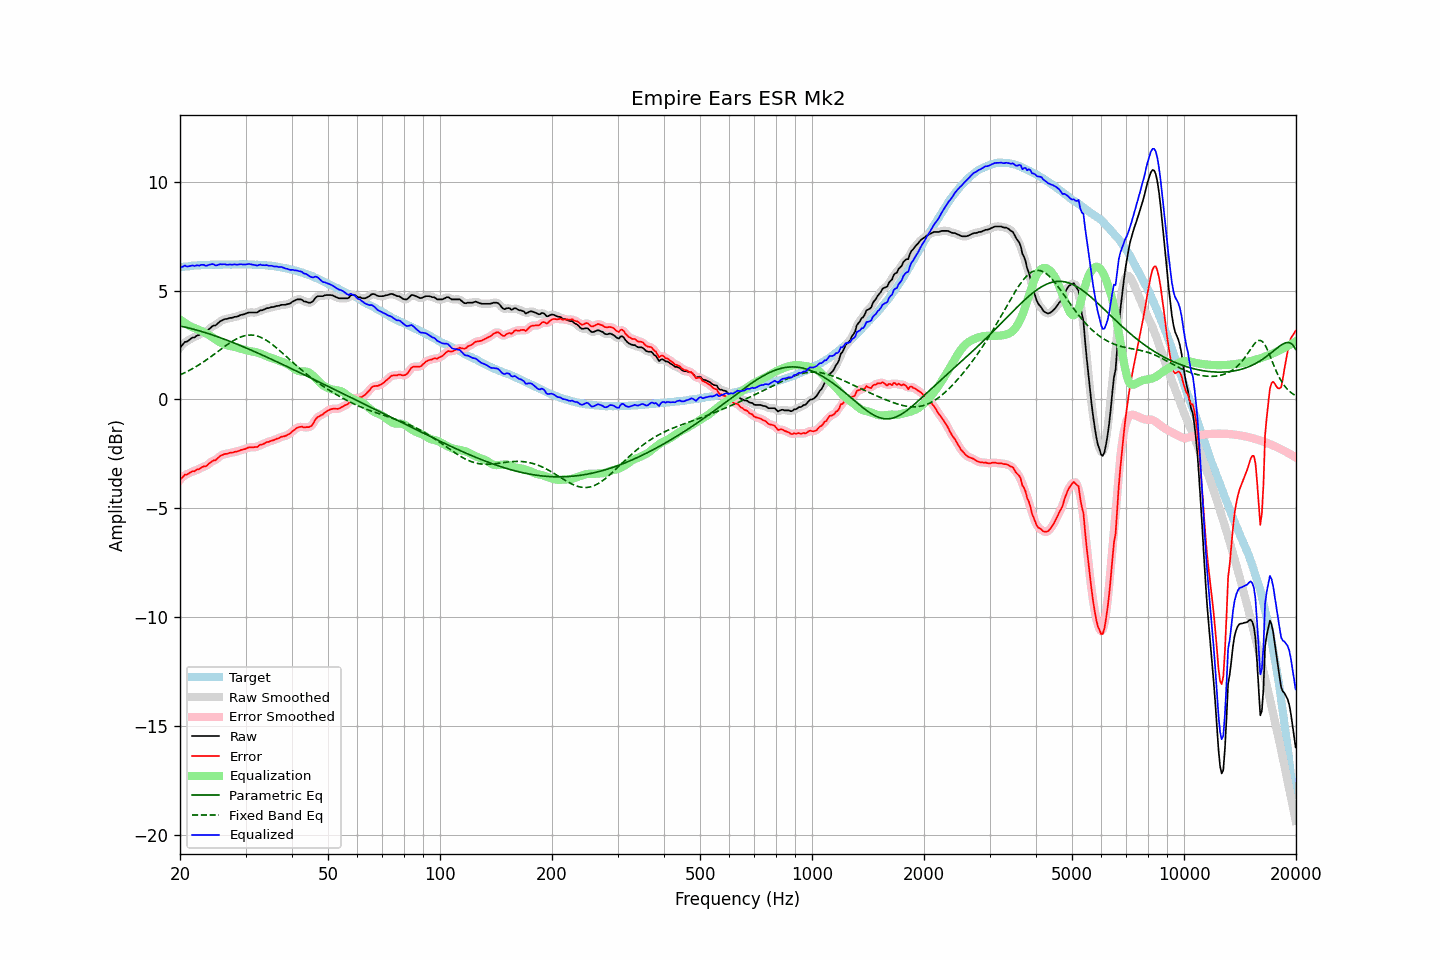 Empire Ears ESR Mk2
Amplitude (dBr)
10
5
0
−5
−10
−15
−20
Target
Raw Smoothed
Error Smoothed
Raw
Error
Equalization
Parametric Eq
Fixed Band Eq
Equalized
20 50 100 200 500 1000 2000 5000 10000 20000
Frequency (Hz)